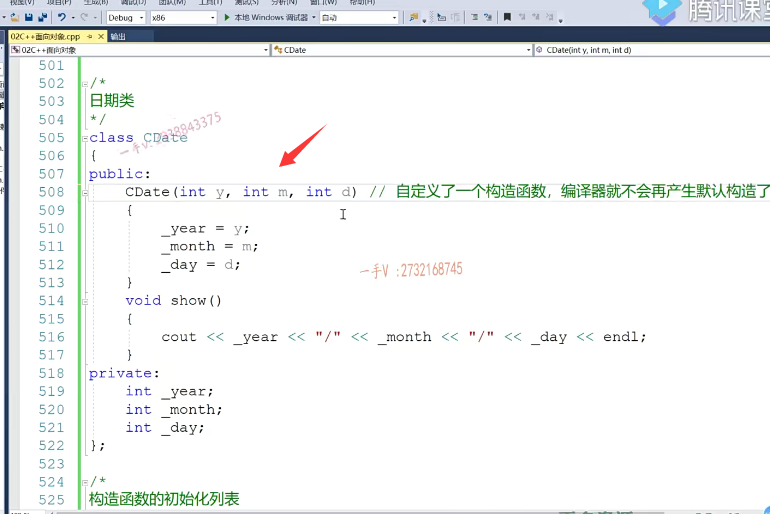 视图(V) 项目(P) 生成(B) 调试(D) 团队(M) 工具(T) 测试(S) 分析(N) 窗口(W) 帮助(H)
腾讯课堂
Debug x86 本地 Windows 调试器 自动
02C++面向对象.cpp 输出
02C++面向对象 CDate CDate(int y, int m, int d)
501
502 /*
503 日期类
504 */
505 class CDate
一手v:2938843375
506 {
507 public:
508 CDate(int y, int m, int d) // 自定义了一个构造函数，编译器就不会再产生默认构造了
509 {
510 _year = y;
511 _month = m;
512 _day = d;
一手V :2732168745
513 }
514 void show()
515 {
516 cout << _year << "/" << _month << "/" << _day << endl;
517 }
518 private:
519 int _year;
520 int _month;
521 int _day;
522 };
523
524 /*
525 构造函数的初始化列表